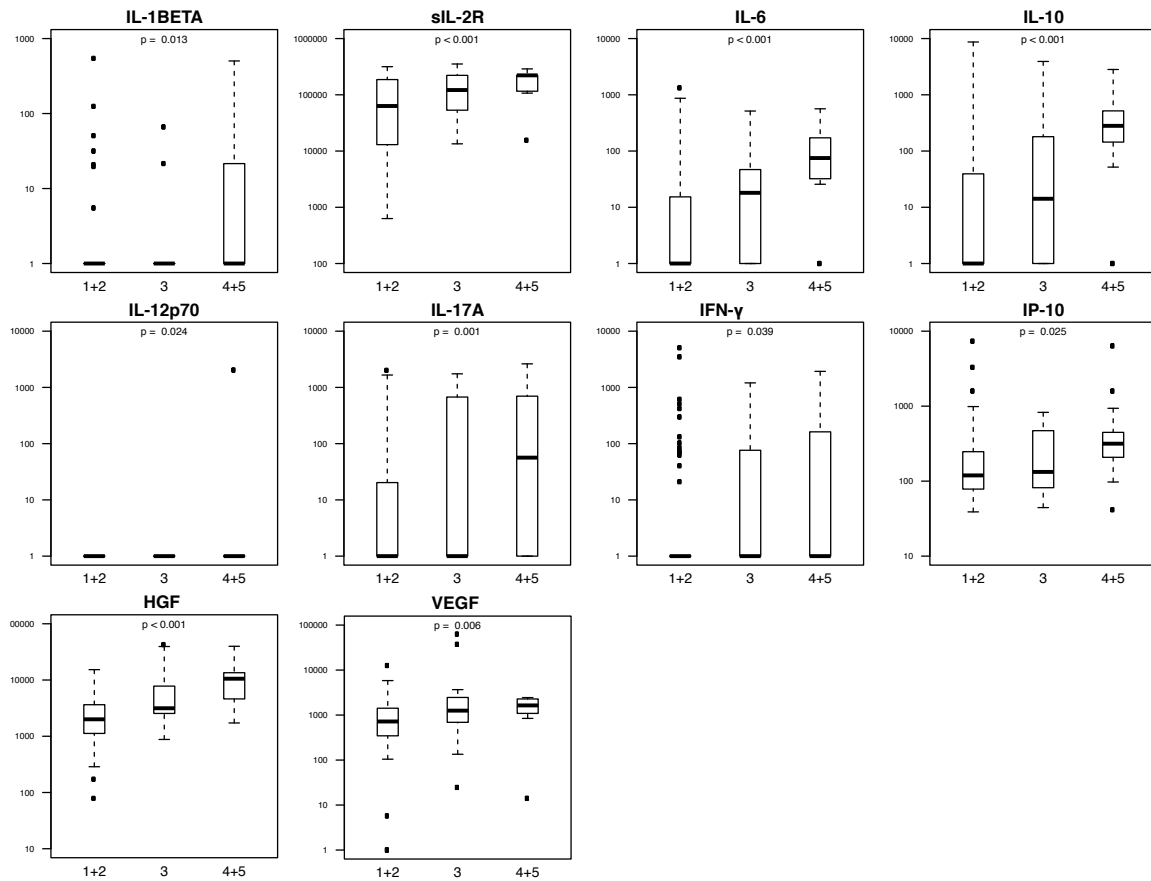 IL-1BETA
p = 0.013
1000
100
10
1
1+2 3 4+5
sIL-2R
p < 0.001
1000000
100000
10000
1000
100
1+2 3 4+5
IL-6
p < 0.001
10000
1000
100
10
1
1+2 3 4+5
IL-10
p < 0.001
10000
1000
100
10
1
1+2 3 4+5
IL-12p70
p = 0.024
10000
1000
100
10
1
1+2 3 4+5
IL-17A
p = 0.001
10000
1000
100
10
1
1+2 3 4+5
IFN-γ
p = 0.039
10000
1000
100
10
1
1+2 3 4+5
IP-10
p = 0.025
10000
1000
100
10
1+2 3 4+5
HGF
p < 0.001
00000
10000
1000
100
10
1+2 3 4+5
VEGF
p = 0.006
100000
10000
1000
100
10
1
1+2 3 4+5